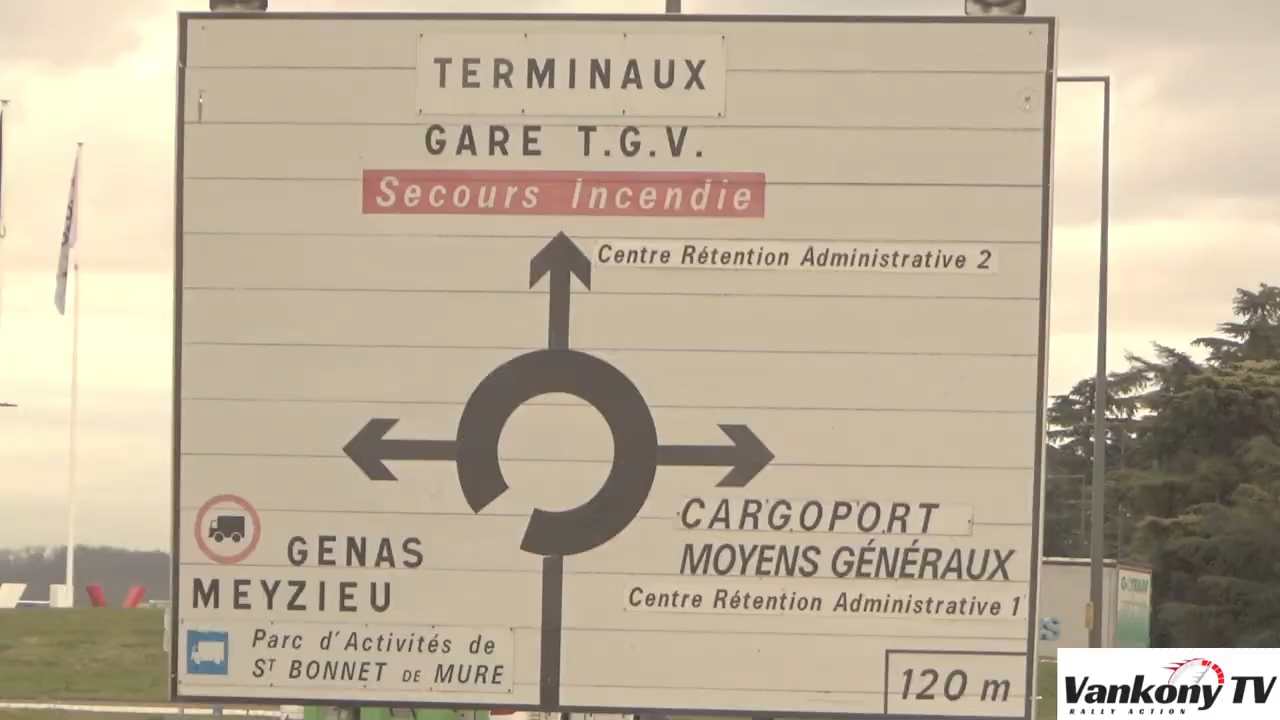 TERMINAUX
GARE T.G.V.
Secours Incendie
Centre Rétention Administrative 2
CARGOPORT
MOYENS GÉNÉRAUX
Centre Rétention Administrative 1
GENAS
MEYZIEU
Parc d'Activités de
ST BONNET DE MURE
120 m
Vankony TV
RALLY ACTION